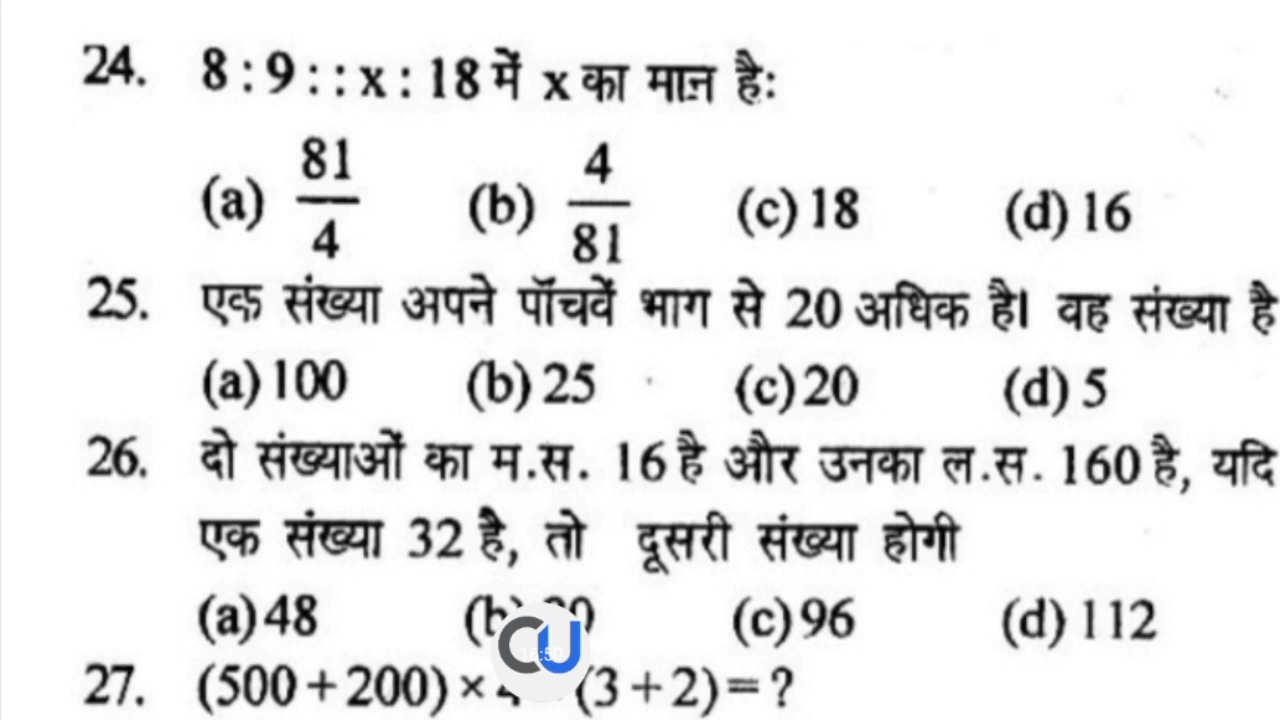 24. 8 : 9 : : x : 18 में x का मान है:
(a) 81/4 (b) 4/81 (c) 18 (d) 16
25. एक संख्या अपने पाँचवें भाग से 20 अधिक है। वह संख्या है
(a) 100 (b) 25 (c) 20 (d) 5
26. दो संख्याओं का म.स. 16 है और उनका ल.स. 160 है, यदि
एक संख्या 32 है, तो दूसरी संख्या होगी
(a) 48 (c) 96 (d) 112
16:50
27. (500 + 200) × (3 + 2) = ?